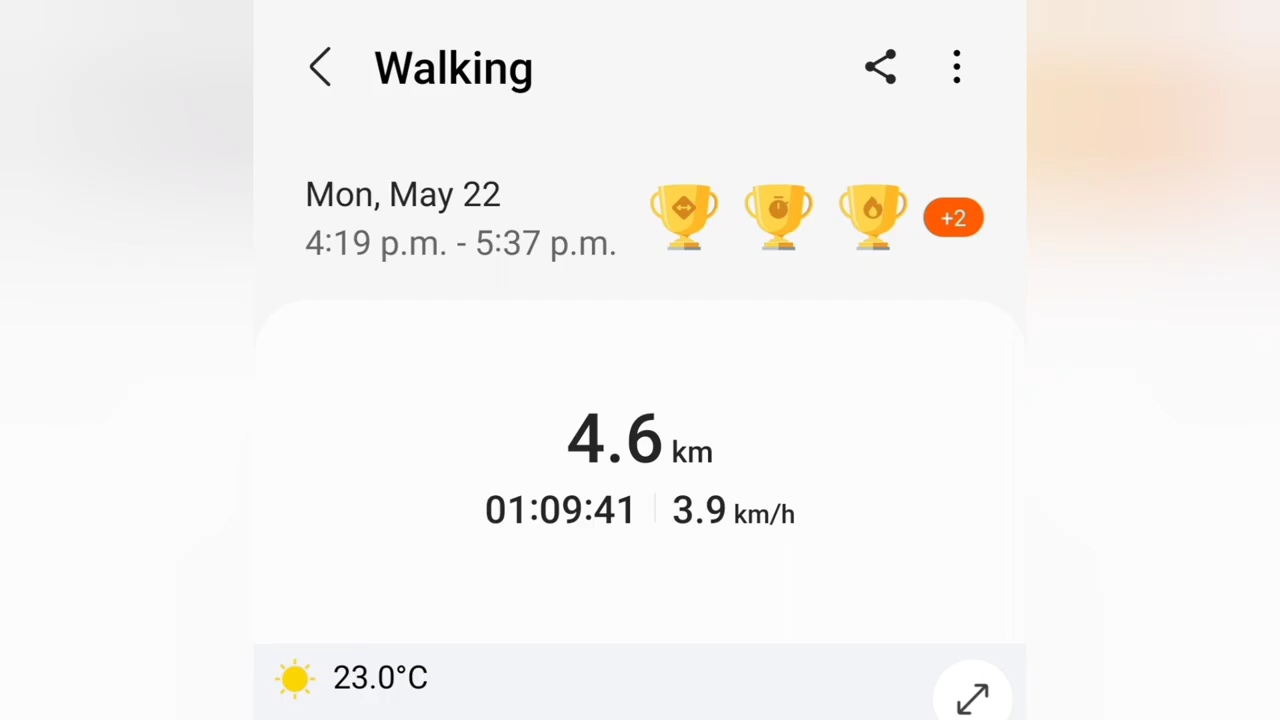 Walking
Mon, May 22
4:19 p.m. - 5:37 p.m.
+2
4.6 km
01:09:41 3.9 km/h
23.0°C